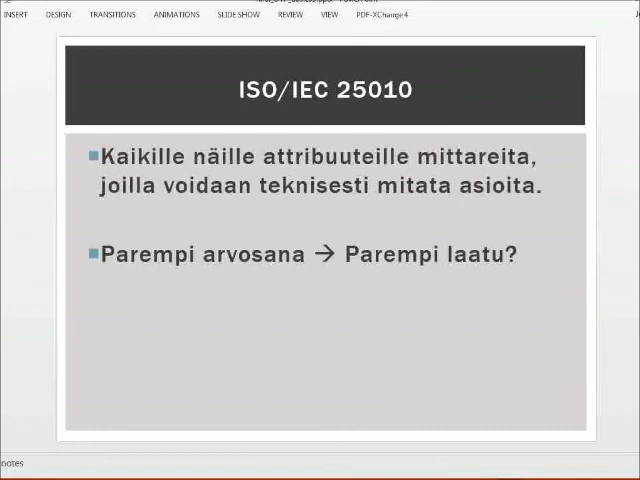 INSERT DESIGN TRANSITIONS ANIMATIONS SLIDE SHOW REVIEW VIEW PDF-XChange 4
ISO/IEC 25010
Kaikille näille attribuuteille mittareita,
joilla voidaan teknisesti mitata asioita.
Parempi arvosana → Parempi laatu?
notes